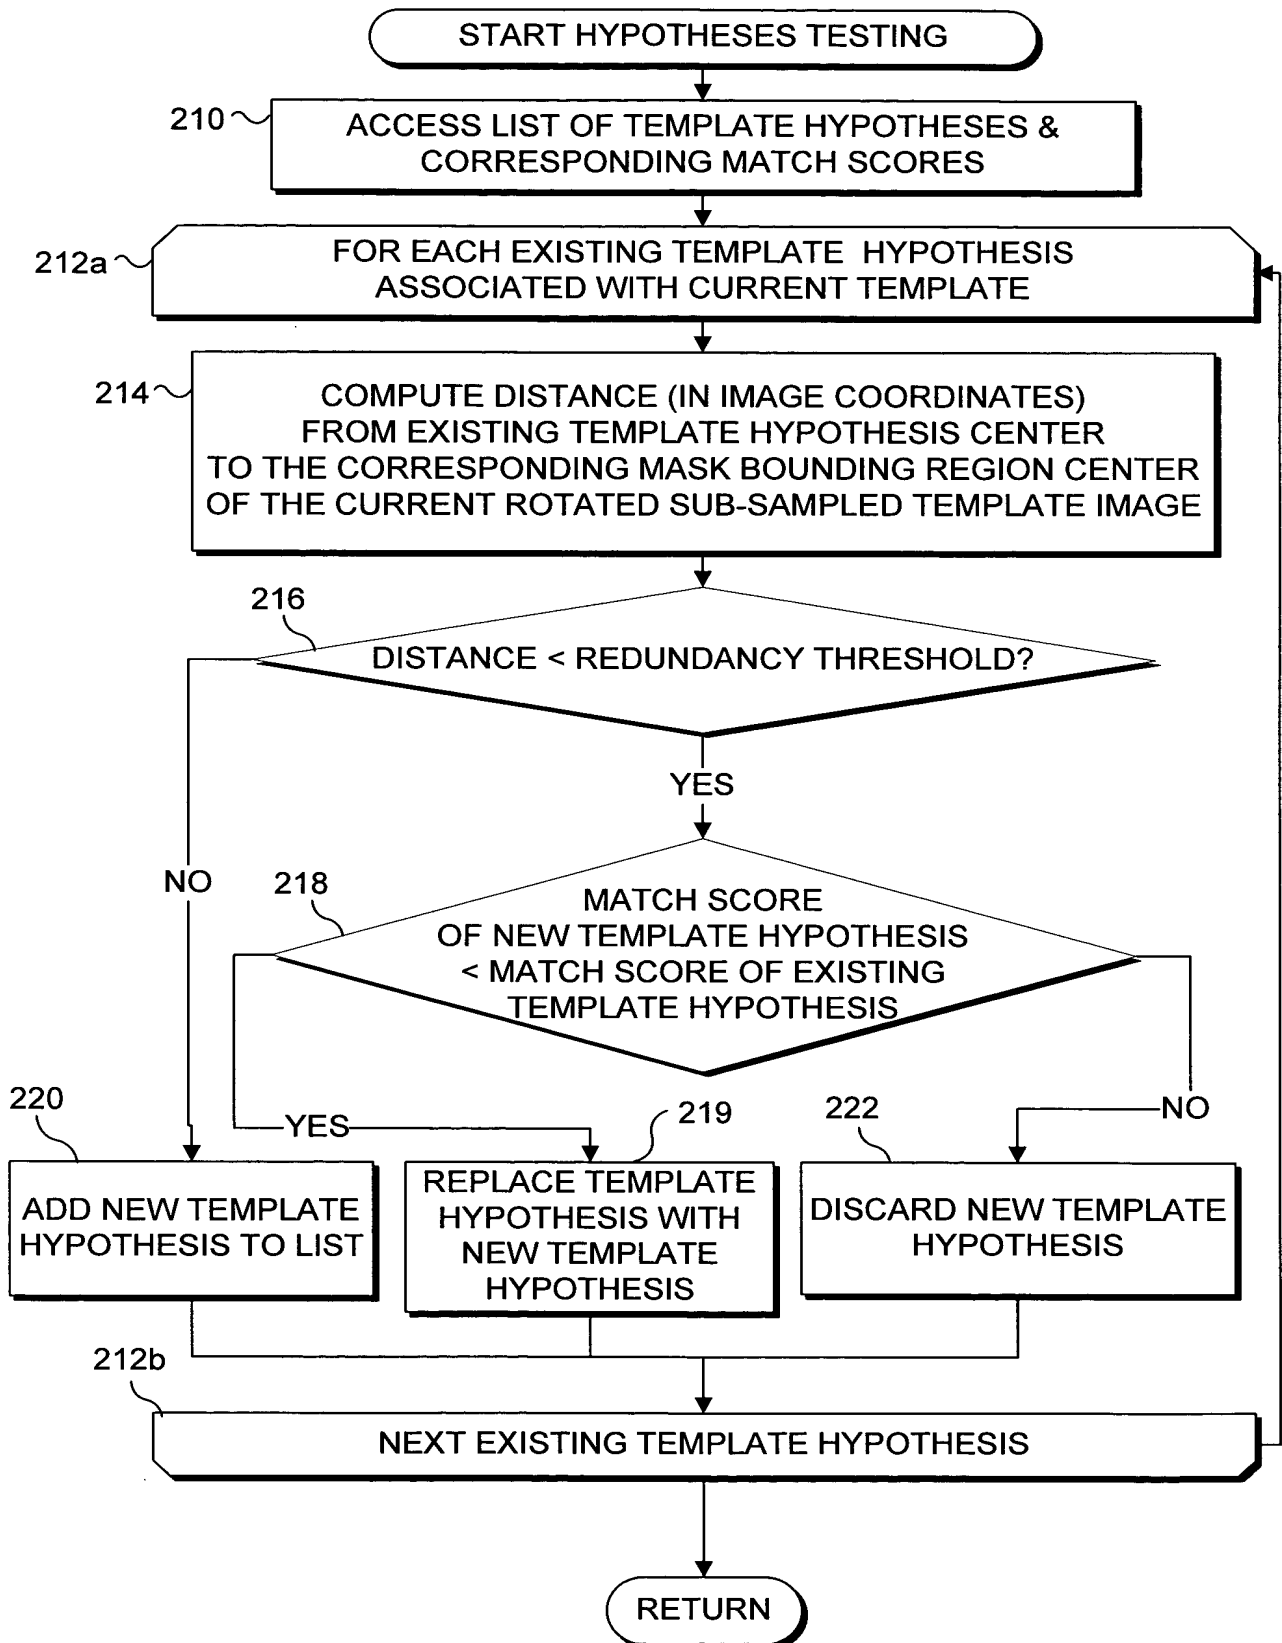 START HYPOTHESES TESTING
210
ACCESS LIST OF TEMPLATE HYPOTHESES &
CORRESPONDING MATCH SCORES
212a
FOR EACH EXISTING TEMPLATE HYPOTHESIS
ASSOCIATED WITH CURRENT TEMPLATE
214
COMPUTE DISTANCE (IN IMAGE COORDINATES)
FROM EXISTING TEMPLATE HYPOTHESIS CENTER
TO THE CORRESPONDING MASK BOUNDING REGION CENTER
OF THE CURRENT ROTATED SUB-SAMPLED TEMPLATE IMAGE
216
DISTANCE < REDUNDANCY THRESHOLD?
YES
NO
218
MATCH SCORE
OF NEW TEMPLATE HYPOTHESIS
< MATCH SCORE OF EXISTING
TEMPLATE HYPOTHESIS
YES
NO
220
ADD NEW TEMPLATE
HYPOTHESIS TO LIST
219
REPLACE TEMPLATE
HYPOTHESIS WITH
NEW TEMPLATE
HYPOTHESIS
222
DISCARD NEW TEMPLATE
HYPOTHESIS
212b
NEXT EXISTING TEMPLATE HYPOTHESIS
RETURN